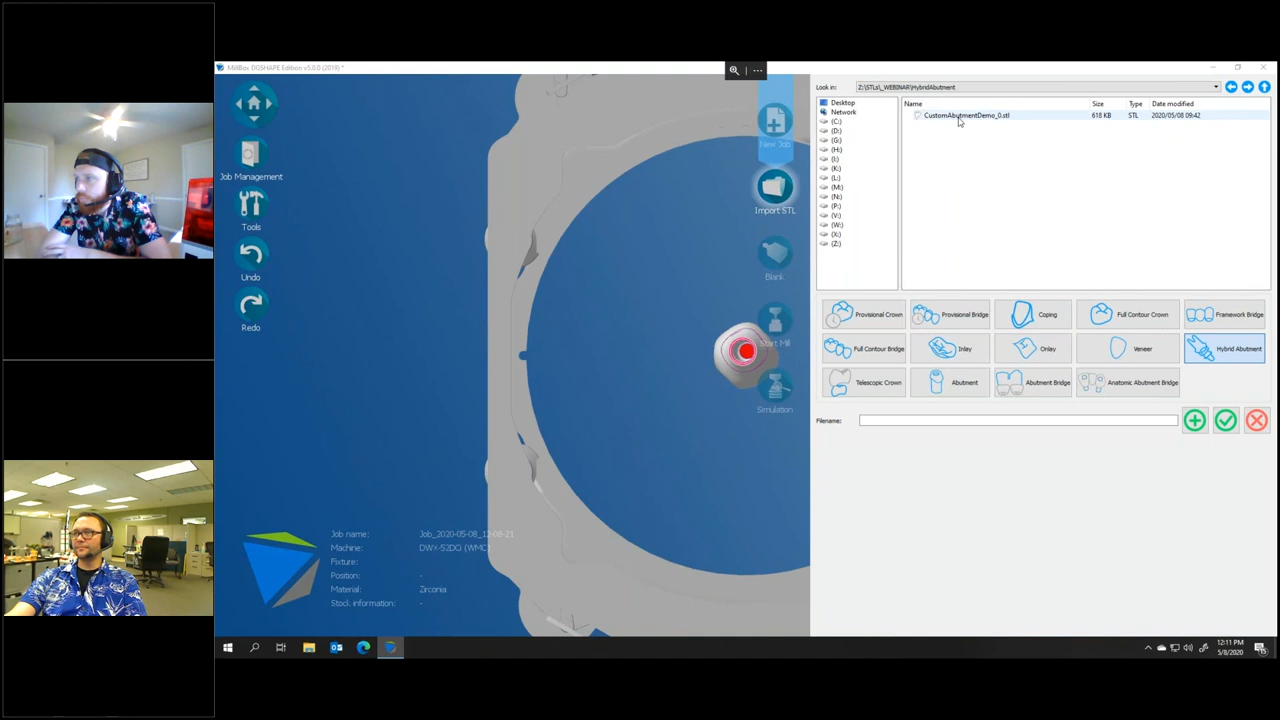 MillBox DGSHAPE Edition v5.0.0 (2019) *
Job Management
Tools
Undo
Redo
New Job
Import STL
Blank
Start Mill
Simulation
Job name: Job_2020-05-08_12-08-21
Machine: DWX-52DCi (WMC)
Fixture:
Position: -
Material: Zirconia
Stock information: -
Look in: Z:\STLs\_WEBINAR\HybridAbutment
Desktop
Network
(C:)
(D:)
(G:)
(H:)
(I:)
(K:)
(L:)
(M:)
(N:)
(P:)
(V:)
(W:)
(X:)
(Z:)
Name Size Type Date modified
CustomAbutmentDemo_0.stl 618 KB STL 2020/05/08 09:42
Provisional Crown Provisional Bridge Coping Full Contour Crown Framework Bridge
Full Contour Bridge Inlay Onlay Veneer Hybrid Abutment
Telescopic Crown Abutment Abutment Bridge Anatomic Abutment Bridge
Filename:
12:11 PM
5/8/2020